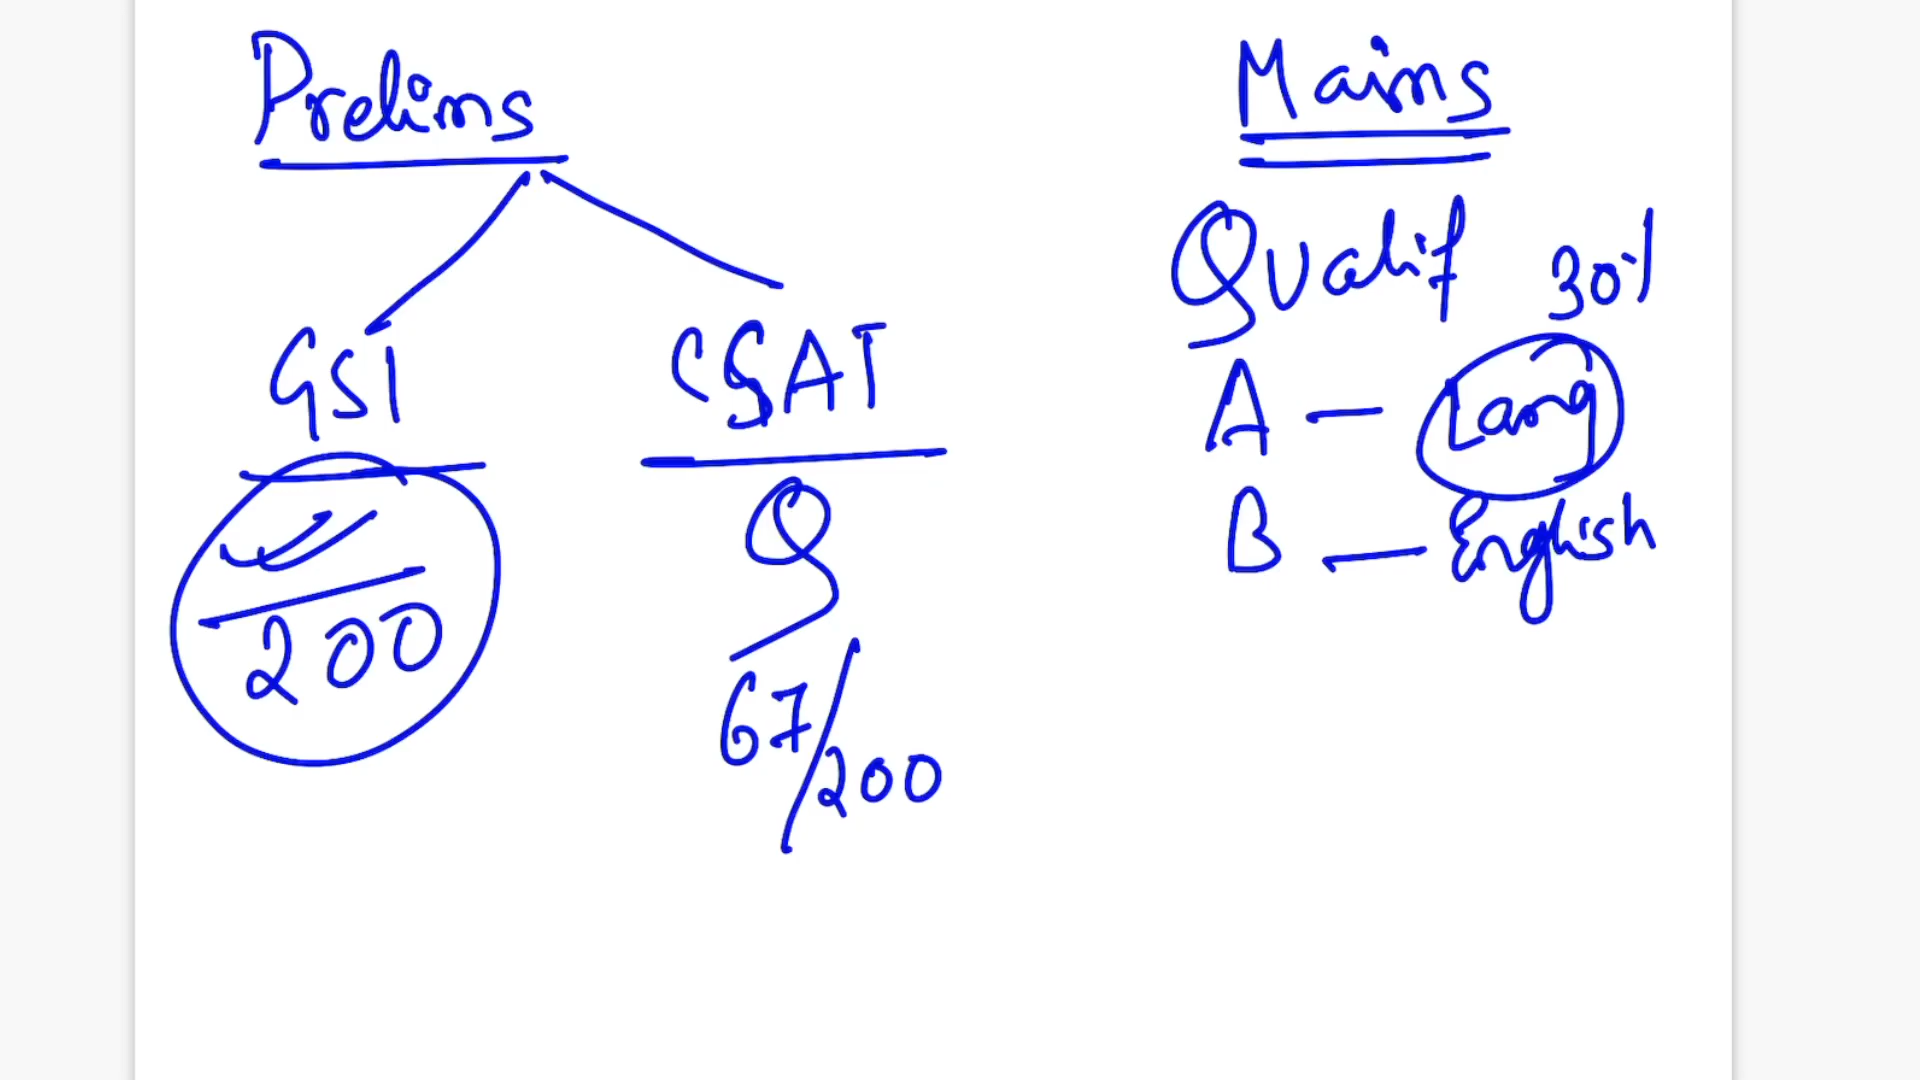 Prelims
GS1
CSAT
200
Q
67/200
Mains
Qualif 30%
A - Lang
B - English